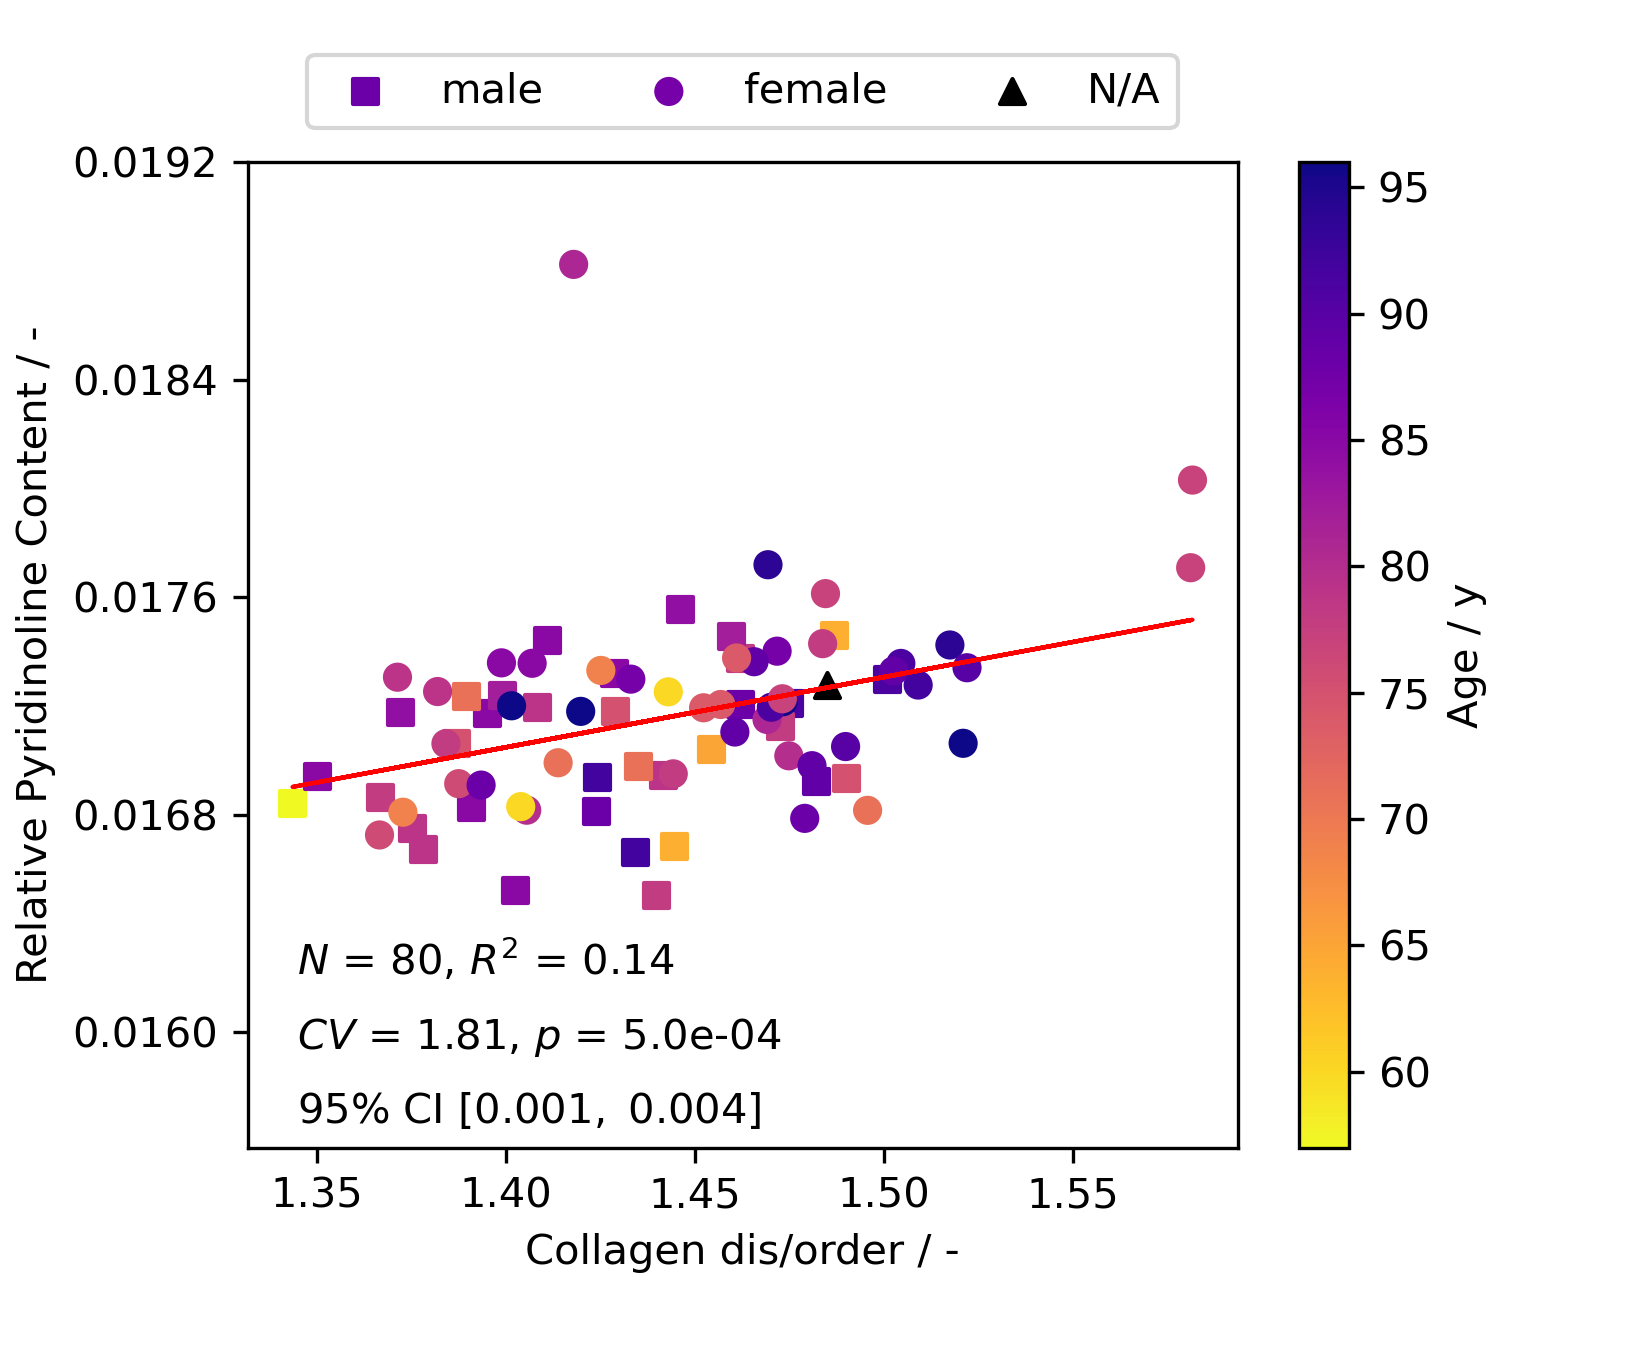 male female N/A
0.0192
0.0184
0.0176
0.0168
0.0160
Relative Pyridinoline Content / -
N = 80, R² = 0.14
CV = 1.81, p = 5.0e-04
95% CI [0.001, 0.004]
1.35 1.40 1.45 1.50 1.55
Collagen dis/order / -
95
90
85
80
75
70
65
60
Age / y